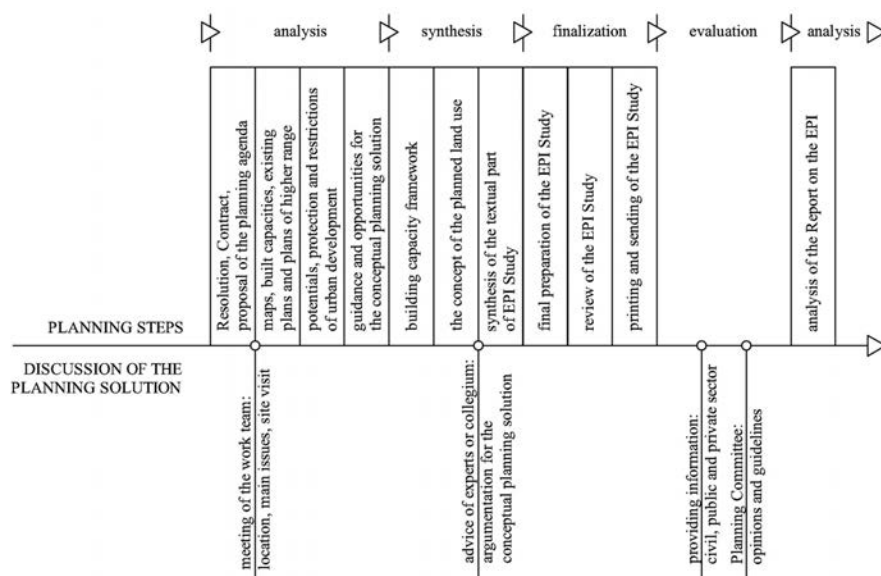 analysis
synthesis
finalization
evaluation
analysis
Resolution, Contract,
proposal of the planning agenda
maps, built capacities, existing
plans and plans of higher range
potentials, protection and restrictions
of urban development
guidance and opportunities for
the conceptual planning solution
building capacity framework
the concept of the planned land use
synthesis of the textual part
of EPI Study
final preparation of the EPI Study
review of the EPI Study
printing and sending of the EPI Study
analysis of the Report on the EPI
PLANNING STEPS
DISCUSSION OF THE
PLANNING SOLUTION
meeting of the work team:
location, main issues, site visit
advice of experts or collegium:
argumentation for the
conceptual planning solution
providing information:
civil, public and private sector
Planning Committee:
opinions and guidelines